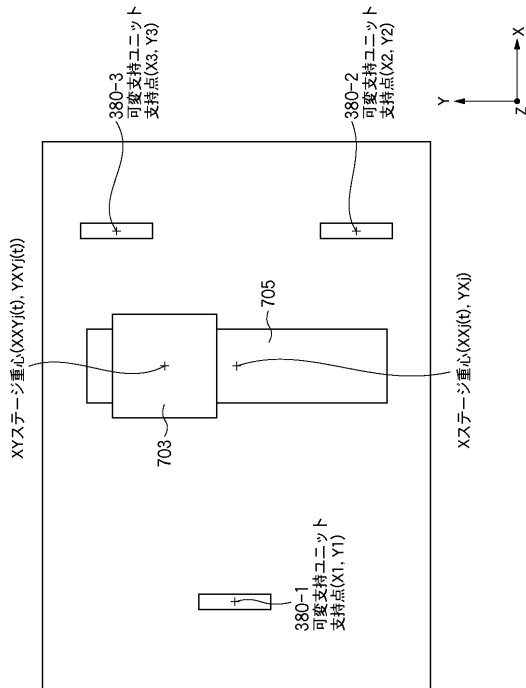 XYステージ重心(XXYj(t), YXYj(t))
380-3
可変支持ユニット
支持点(X3, Y3)
703
705
380-1
可変支持ユニット
支持点(X1, Y1)
380-2
可変支持ユニット
支持点(X2, Y2)
Xステージ重心(XXj(t), YXj)
Y
X
Z